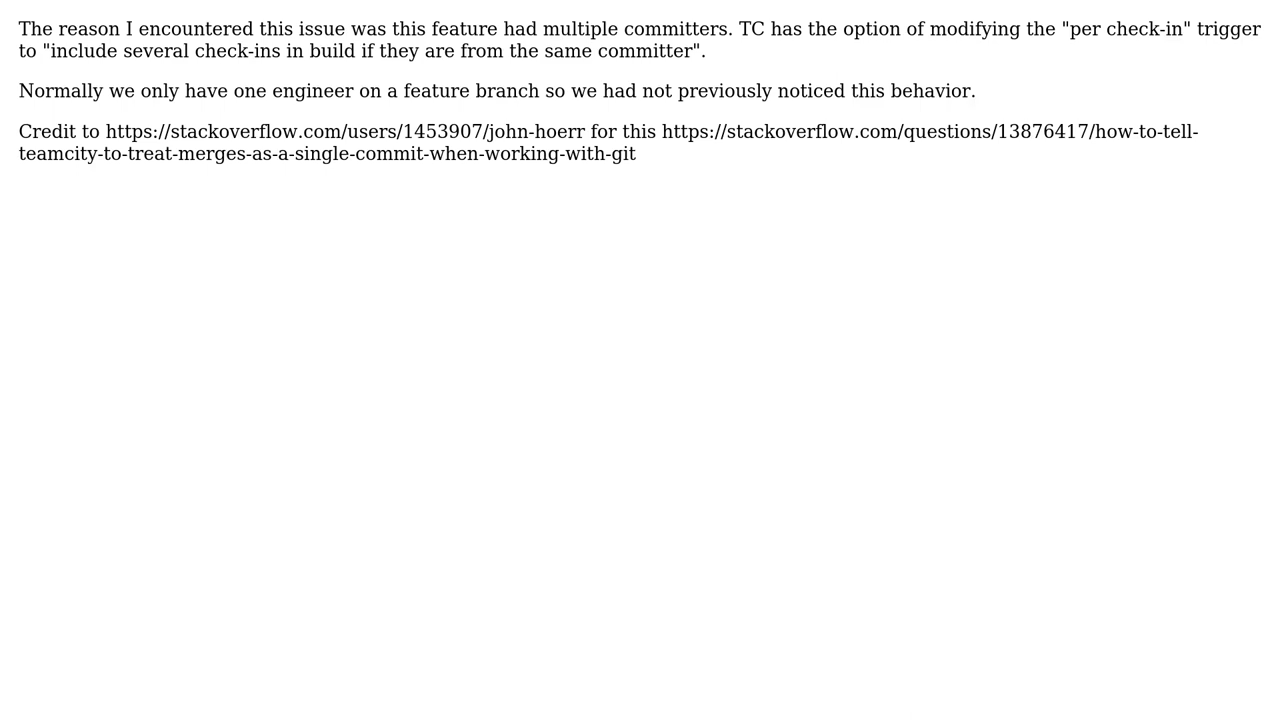 The reason I encountered this issue was this feature had multiple committers. TC has the option of modifying the "per check-in" trigger
to "include several check-ins in build if they are from the same committer".
Normally we only have one engineer on a feature branch so we had not previously noticed this behavior.
Credit to https://stackoverflow.com/users/1453907/john-hoerr for this https://stackoverflow.com/questions/13876417/how-to-tell-
teamcity-to-treat-merges-as-a-single-commit-when-working-with-git